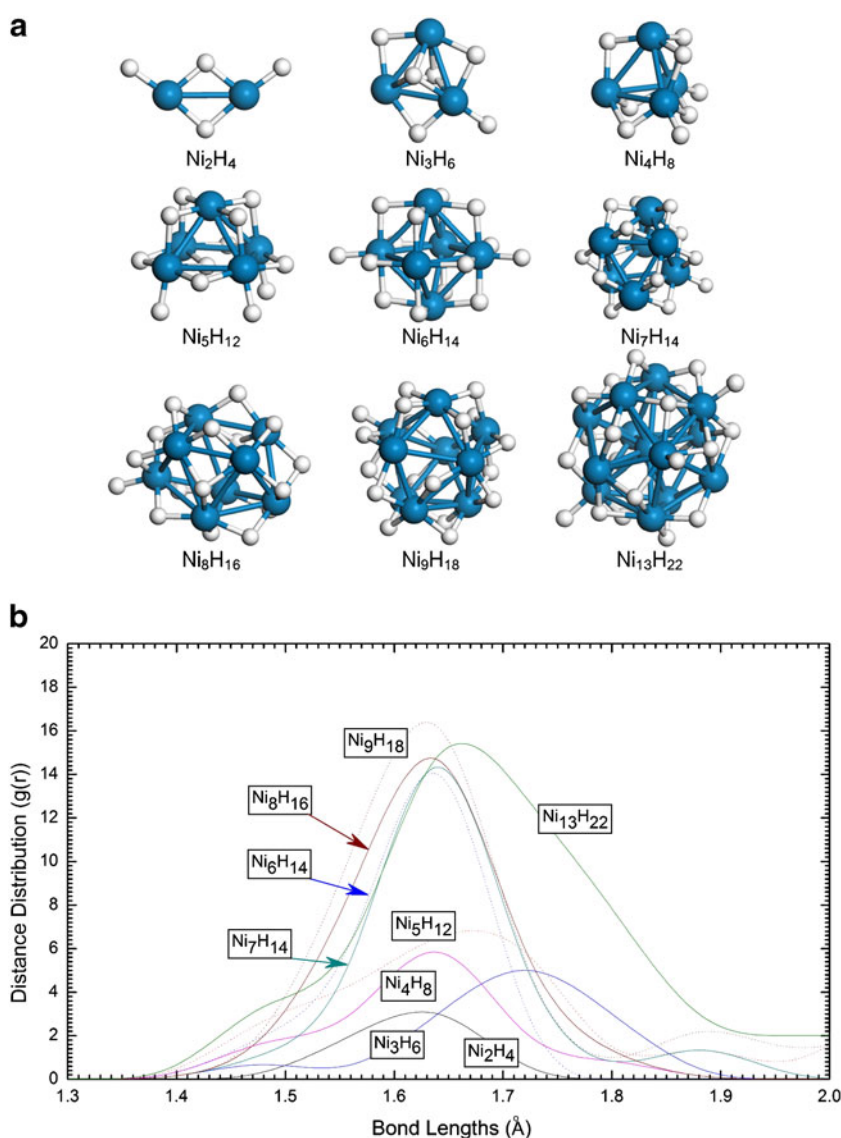 a
Ni₂H₄ Ni₃H₆ Ni₄H₈
Ni₅H₁₂ Ni₆H₁₄ Ni₇H₁₄
Ni₈H₁₆ Ni₉H₁₈ Ni₁₃H₂₂
b
20
18
16
14
12
10
8
6
4
2
0
Distance Distribution (g(r))
Ni₉H₁₈
Ni₈H₁₆
Ni₁₃H₂₂
Ni₆H₁₄
Ni₅H₁₂
Ni₇H₁₄
Ni₄H₈
Ni₃H₆
Ni₂H₄
1.3 1.4 1.5 1.6 1.7 1.8 1.9 2.0
Bond Lengths (Å)